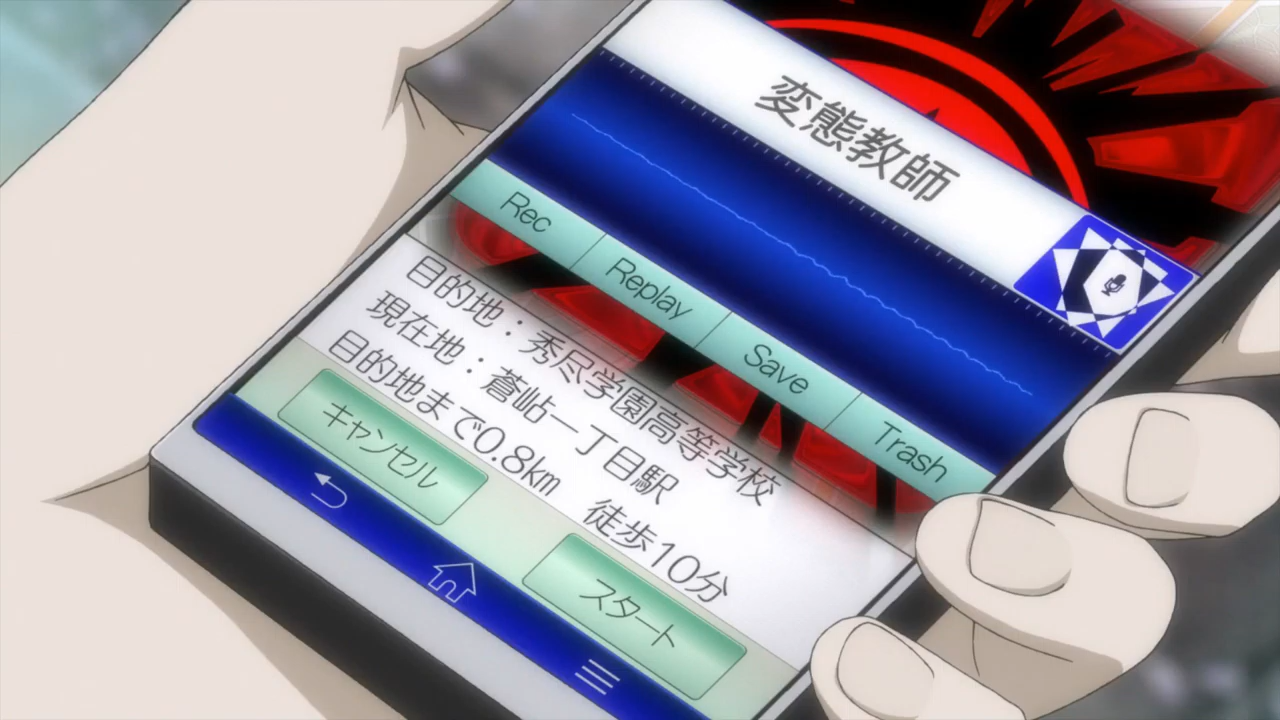 変態教師
Rec Replay Save Trash
目的地：秀尽学園高等学校
現在地：蒼山一丁目駅
目的地まで0.8km 徒歩10分
キャンセル スタート